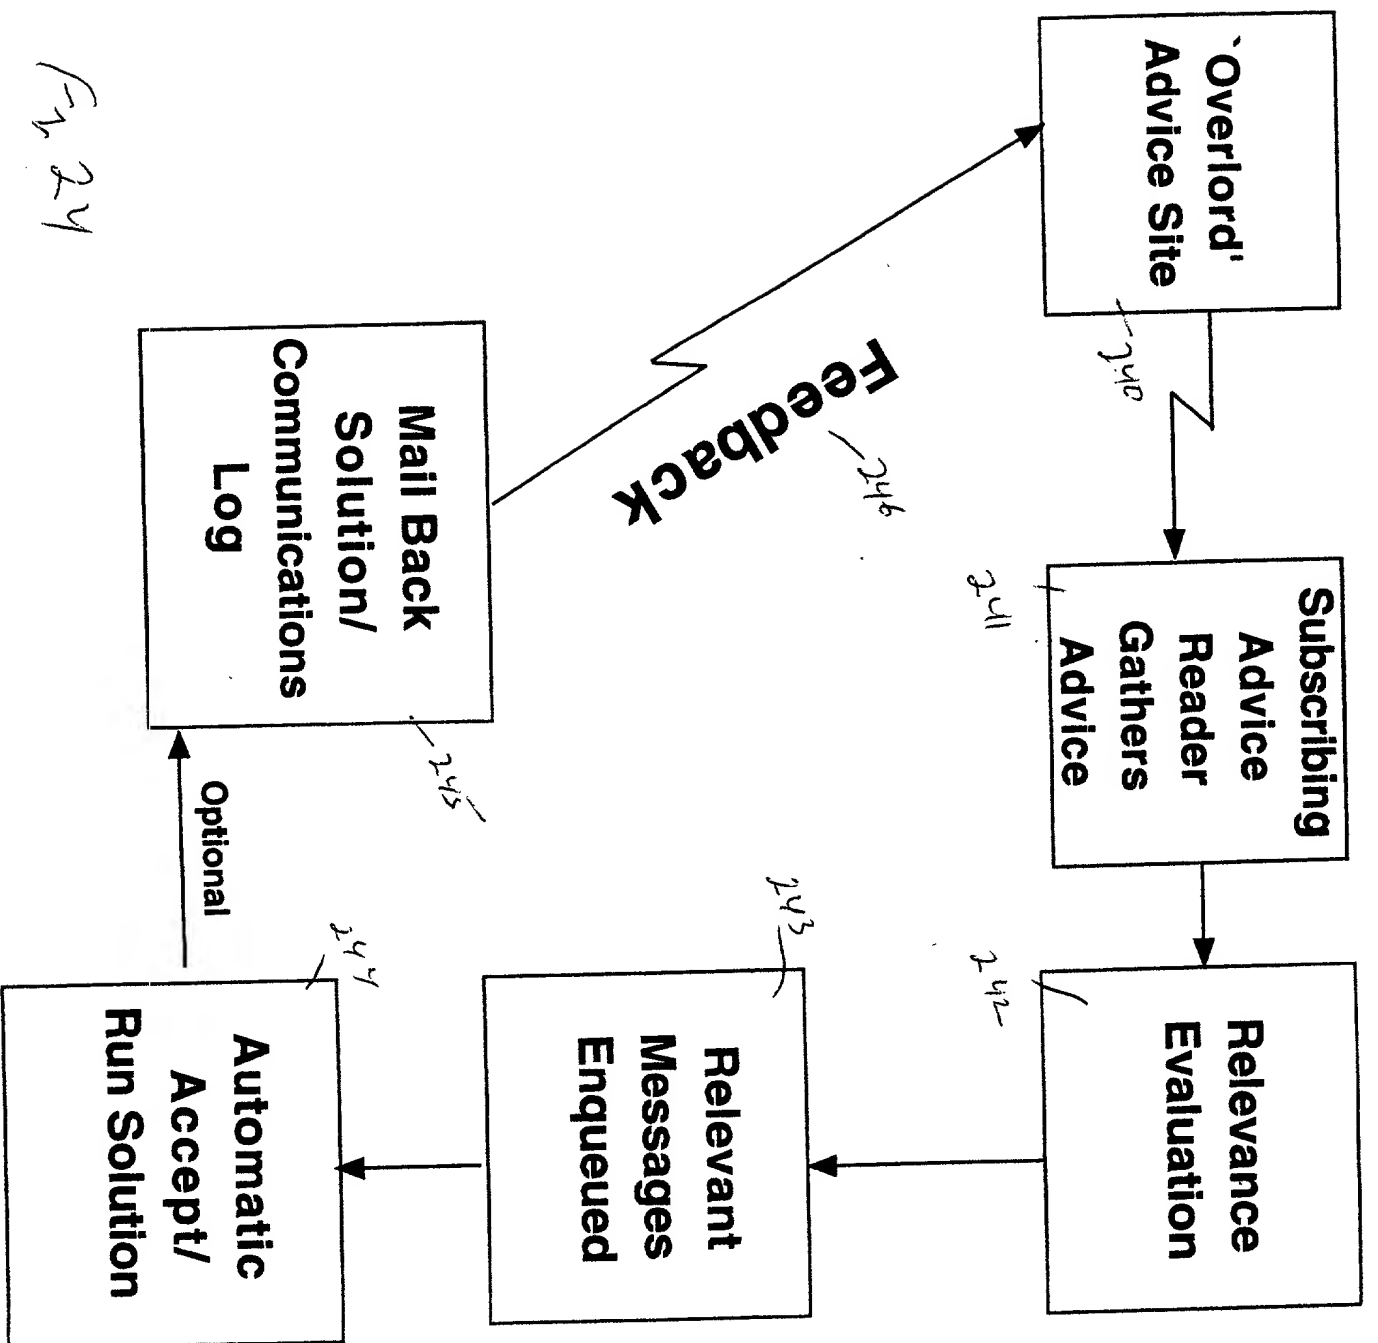 `Overlord'
Advice Site
240
Subscribing
Advice
Reader
Gathers
Advice
241
Relevance
Evaluation
242
Relevant
Messages
Enqueued
243
Automatic
Accept/
Run Solution
244
Optional
Mail Back
Solution/
Communications
Log
245
Feedback
246
Fig 24